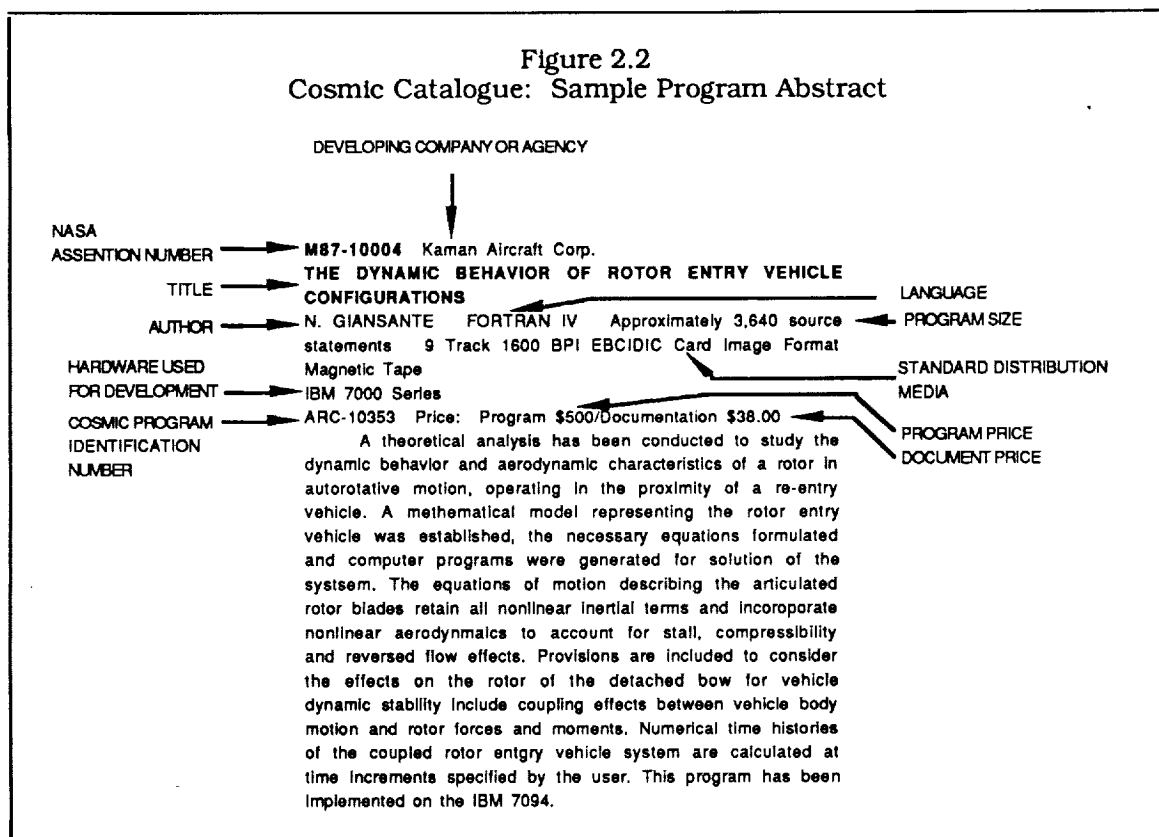 Figure 2.2
Cosmic Catalogue: Sample Program Abstract
DEVELOPING COMPANY OR AGENCY
NASA
ASSENTION NUMBER
M87-10004 Kaman Aircraft Corp.
TITLE
THE DYNAMIC BEHAVIOR OF ROTOR ENTRY VEHICLE
CONFIGURATIONS
LANGUAGE
AUTHOR
N. GIANSANTE FORTRAN IV Approximately 3,640 source
PROGRAM SIZE
statements 9 Track 1600 BPI EBCIDIC Card Image Format
Magnetic Tape
HARDWARE USED
FOR DEVELOPMENT
STANDARD DISTRIBUTION
MEDIA
IBM 7000 Series
COSMIC PROGRAM
IDENTIFICATION
NUMBER
ARC-10353 Price: Program $500/Documentation $38.00
PROGRAM PRICE
DOCUMENT PRICE
A theoretical analysis has been conducted to study the
dynamic behavior and aerodynamic characteristics of a rotor in
autorotative motion, operating in the proximity of a re-entry
vehicle. A methematical model representing the rotor entry
vehicle was established, the necessary equations formulated
and computer programs were generated for solution of the
systsem. The equations of motion describing the articulated
rotor blades retain all nonlinear inertial terms and incoroporate
nonlinear aerodynmaics to account for stall, compressibility
and reversed flow effects. Provisions are included to consider
the effects on the rotor of the detached bow for vehicle
dynamic stability include coupling effects between vehicle body
motion and rotor forces and moments. Numerical time histories
of the coupled rotor entgry vehicle system are calculated at
time increments specified by the user. This program has been
implemented on the IBM 7094.